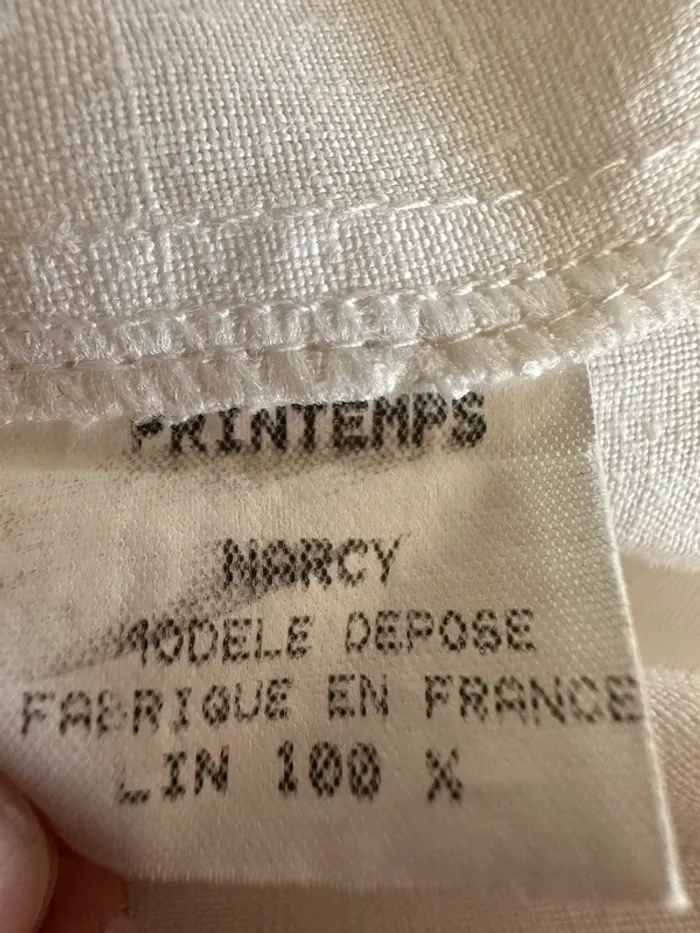 PRINTEMPS
NARCY
MODELE DEPOSE
FABRIQUE EN FRANCE
LIN 100 %